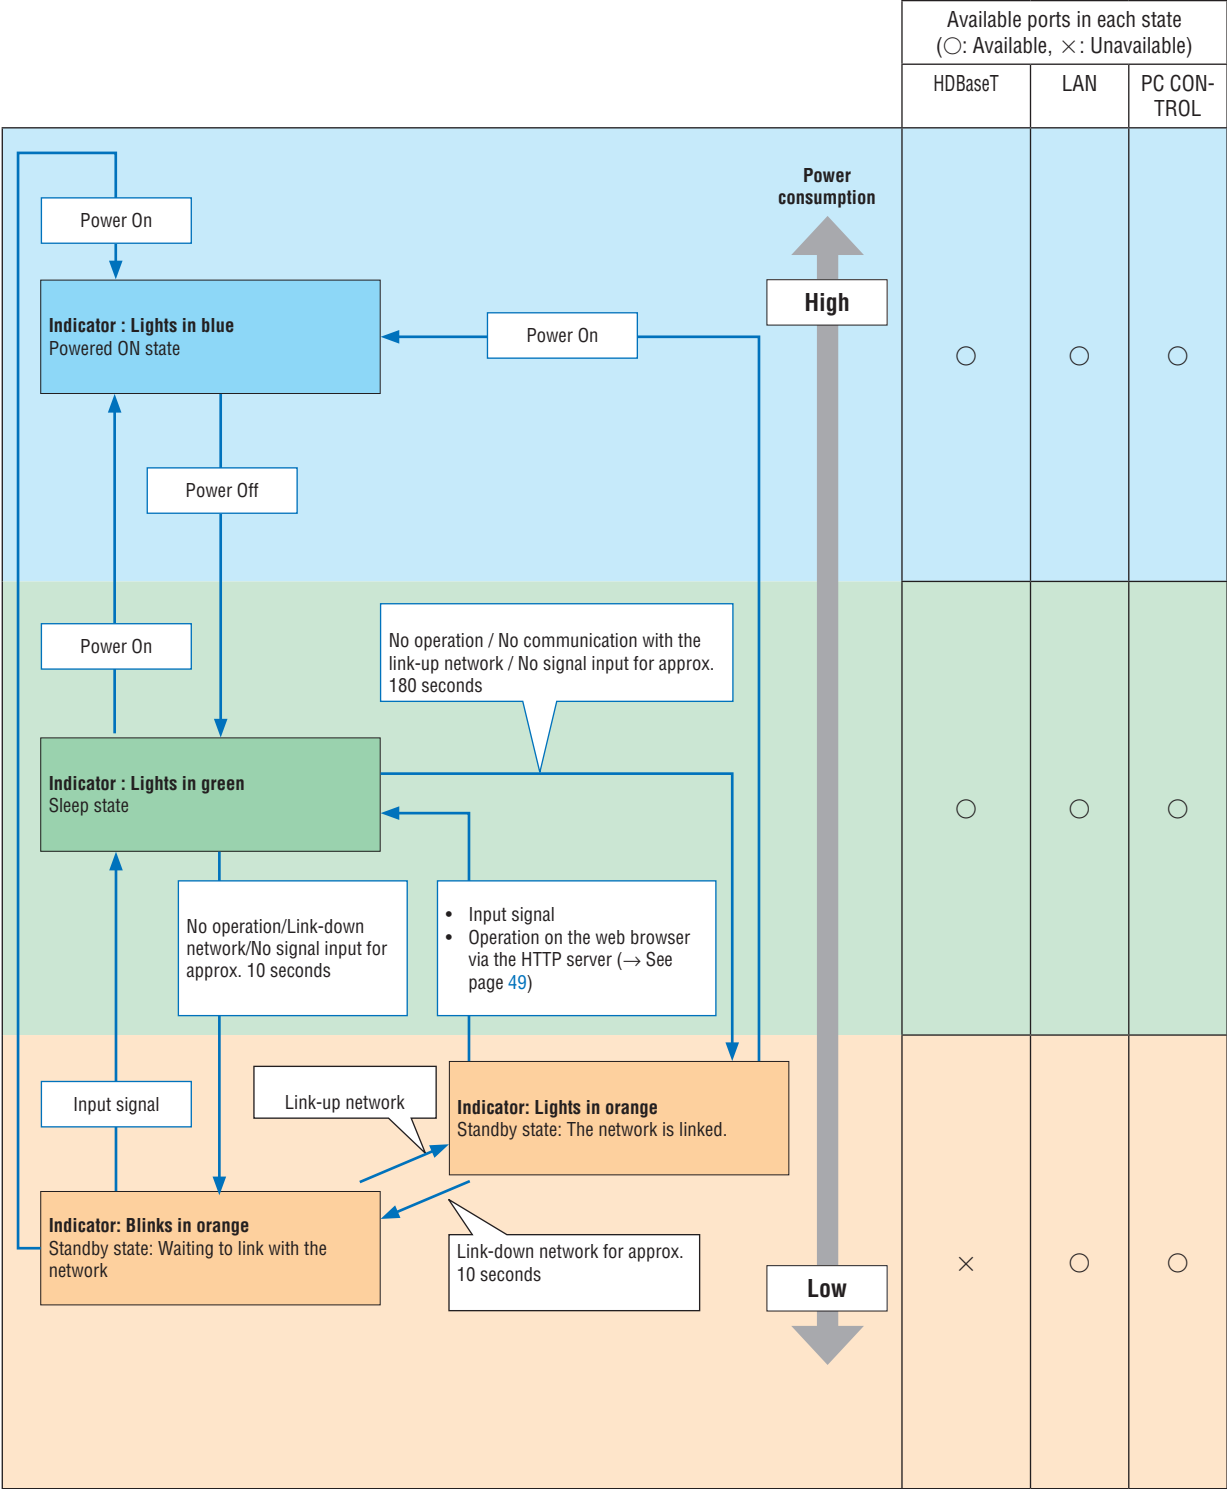 Available ports in each state
(○: Available, ×: Unavailable)
HDBaseT
LAN
PC CON-
TROL
Power
consumption
Power On
High
Indicator : Lights in blue
Powered ON state
Power On
○
○
○
Power Off
No operation / No communication with the
link-up network / No signal input for approx.
180 seconds
Power On
Indicator : Lights in green
Sleep state
○
○
○
No operation/Link-down
network/No signal input for
approx. 10 seconds
• Input signal
• Operation on the web browser
via the HTTP server (→ See
page 49)
Input signal
Link-up network
Indicator: Lights in orange
Standby state: The network is linked.
Indicator: Blinks in orange
Standby state: Waiting to link with the
network
Link-down network for approx.
10 seconds
Low
×
○
○